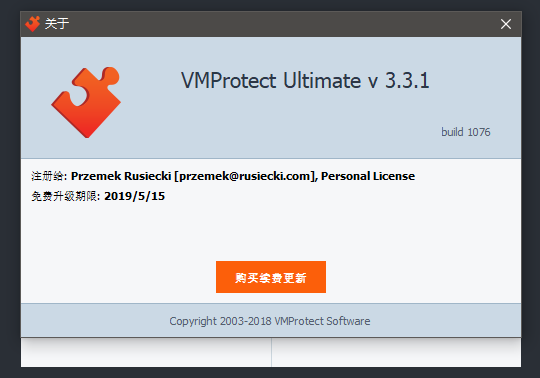 关于
VMProtect Ultimate v 3.3.1
build 1076
注册给: Przemek Rusiecki [przemek@rusiecki.com], Personal License
免费升级期限: 2019/5/15
购买续费更新
Copyright 2003-2018 VMProtect Software